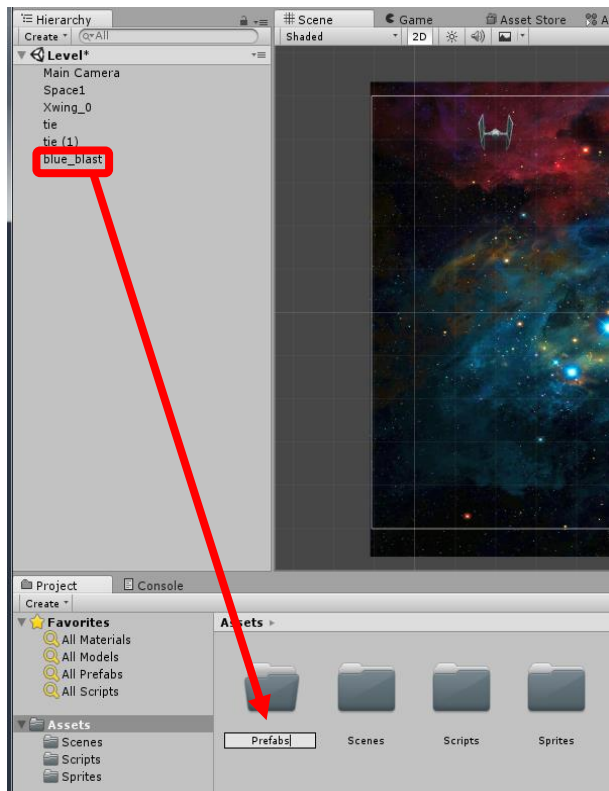 Hierarchy
Create All
Level*
Main Camera
Space1
Xwing_0
tie
tie (1)
blue_blast
Scene Game Asset Store A
Shaded 2D
Project Console
Create
Favorites
All Materials
All Models
All Prefabs
All Scripts
Assets
Scenes
Scripts
Sprites
Assets
Prefabs Scenes Scripts Sprites